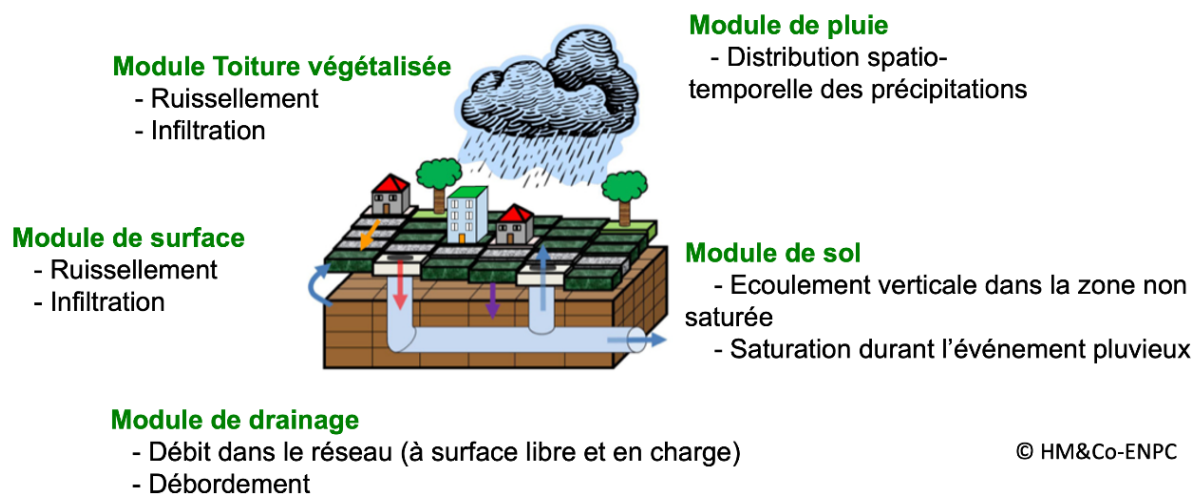 Module de pluie
- Distribution spatio-
temporelle des précipitations
Module Toiture végétalisée
- Ruissellement
- Infiltration
Module de surface
- Ruissellement
- Infiltration
Module de sol
- Ecoulement verticale dans la zone non
saturée
- Saturation durant l’événement pluvieux
Module de drainage
- Débit dans le réseau (à surface libre et en charge)
- Débordement
© HM&Co-ENPC